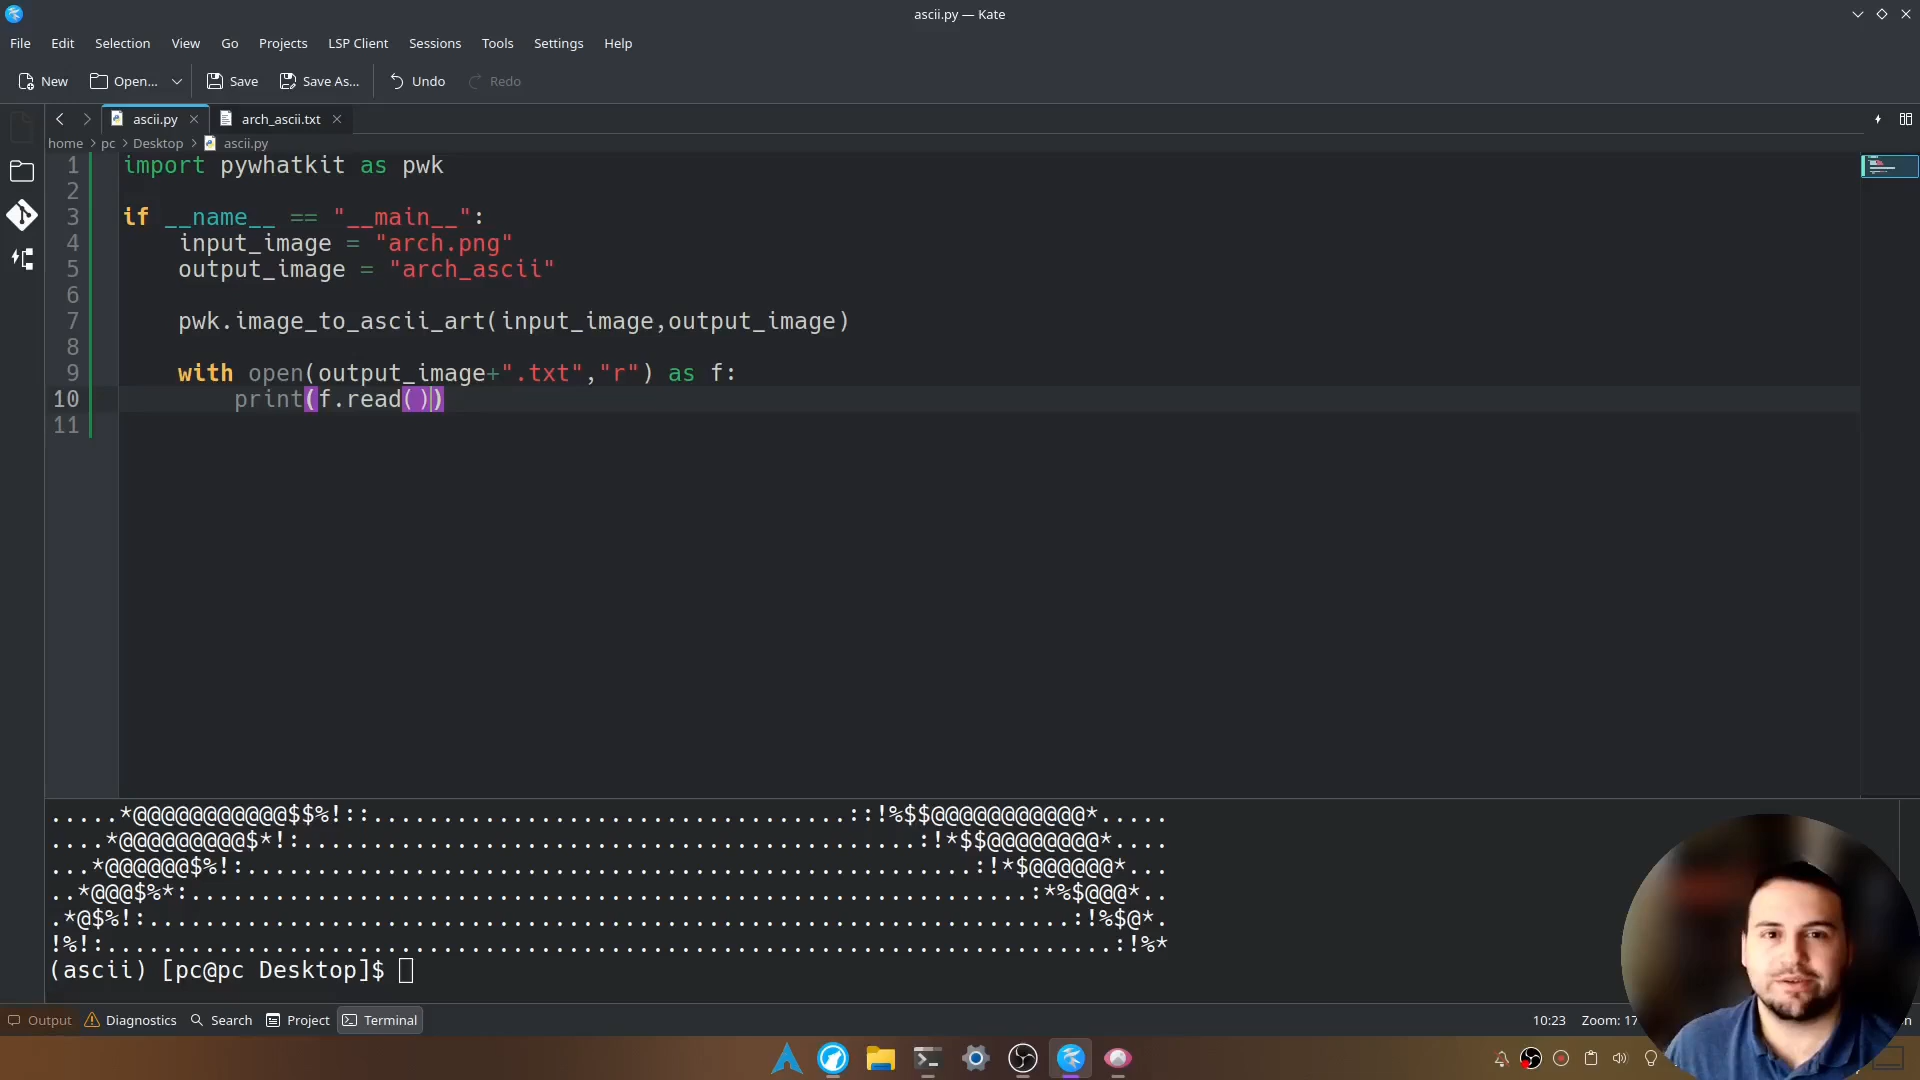 ascii.py — Kate
File Edit Selection View Go Projects LSP Client Sessions Tools Settings Help
New Open... Save Save As... Undo Redo
ascii.py arch_ascii.txt
home > pc > Desktop > ascii.py
1 import pywhatkit as pwk
2
3 if __name__ == "__main__":
4     input_image = "arch.png"
5     output_image = "arch_ascii"
6
7     pwk.image_to_ascii_art(input_image,output_image)
8
9     with open(output_image+".txt","r") as f:
10         print(f.read())
11
(ascii) [pc@pc Desktop]$
Output Diagnostics Search Project Terminal 10:23 Zoom: 17